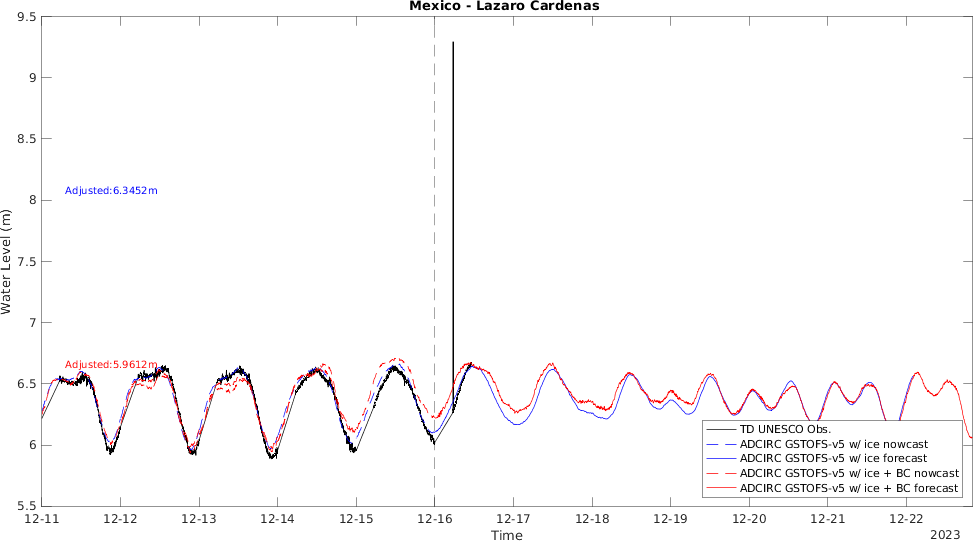 Mexico - Lazaro Cardenas
9.5
9
8.5
8
7.5
7
6.5
6
5.5
Water Level (m)
Adjusted:6.3452m
Adjusted:5.9612m
TD UNESCO Obs.
ADCIRC GSTOFS-v5 w/ ice nowcast
ADCIRC GSTOFS-v5 w/ ice forecast
ADCIRC GSTOFS-v5 w/ ice + BC nowcast
ADCIRC GSTOFS-v5 w/ ice + BC forecast
12-11 12-12 12-13 12-14 12-15 12-16 12-17 12-18 12-19 12-20 12-21 12-22
Time
2023